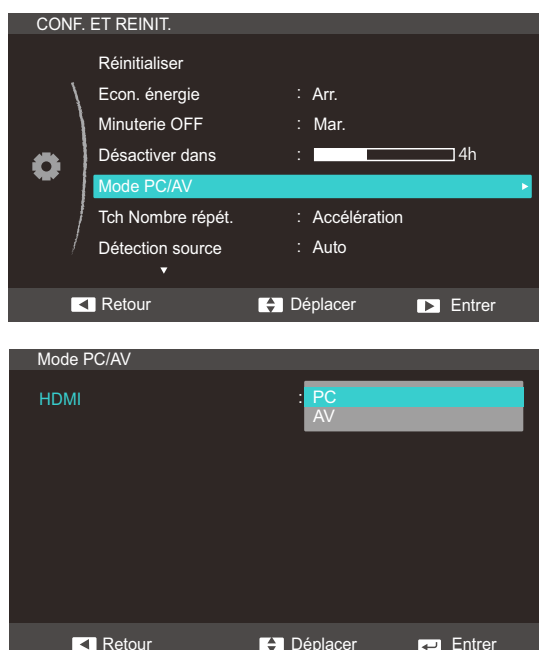 CONF. ET REINIT.
Réinitialiser
Econ. énergie : Arr.
Minuterie OFF : Mar.
Désactiver dans : 4h
Mode PC/AV
Tch Nombre répét. : Accélération
Détection source : Auto
Retour Déplacer Entrer
Mode PC/AV
HDMI : PC
AV
Retour Déplacer Entrer